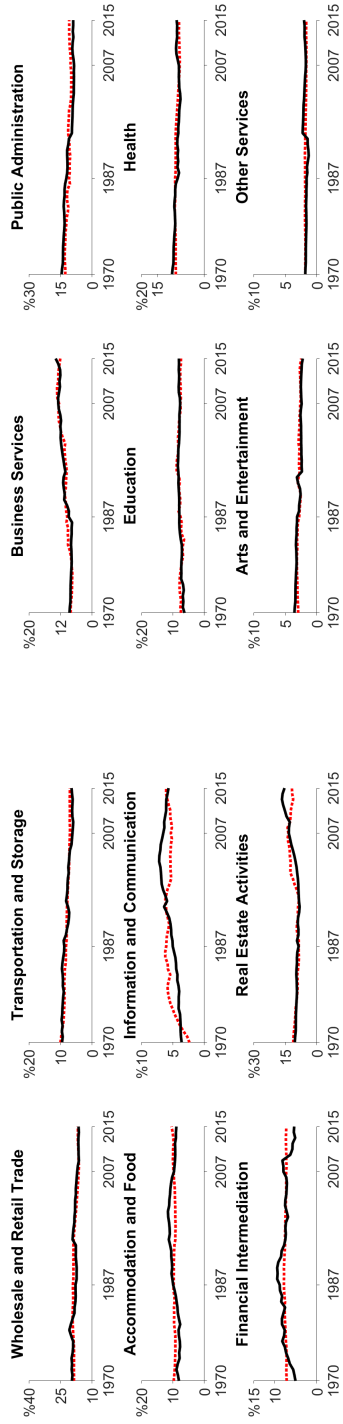 Wholesale and Retail Trade
%40
25
10
1970 1987 2007 2015
Transportation and Storage
%20
10
0
1970 1987 2007 2015
Business Services
%20
12
0
1970 1987 2007 2015
Public Administration
%30
15
0
1970 1987 2007 2015
Accommodation and Food
%20
10
0
1970 1987 2007 2015
Information and Communication
%10
5
0
1970 1987 2007 2015
Education
%20
10
0
1970 1987 2007 2015
Health
%25
15
0
1970 1987 2007 2015
Financial Intermediation
%15
5
0
1970 1987 2007 2015
Real Estate Activities
%30
15
0
1970 1987 2007 2015
Arts and Entertainment
%10
5
0
1970 1987 2007 2015
Other Services
%10
5
0
1970 1987 2007 2015